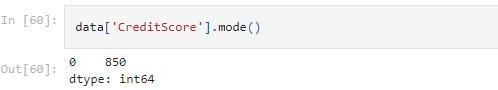 In [60]: data['CreditScore'].mode()
Out[60]: 0    850
dtype: int64